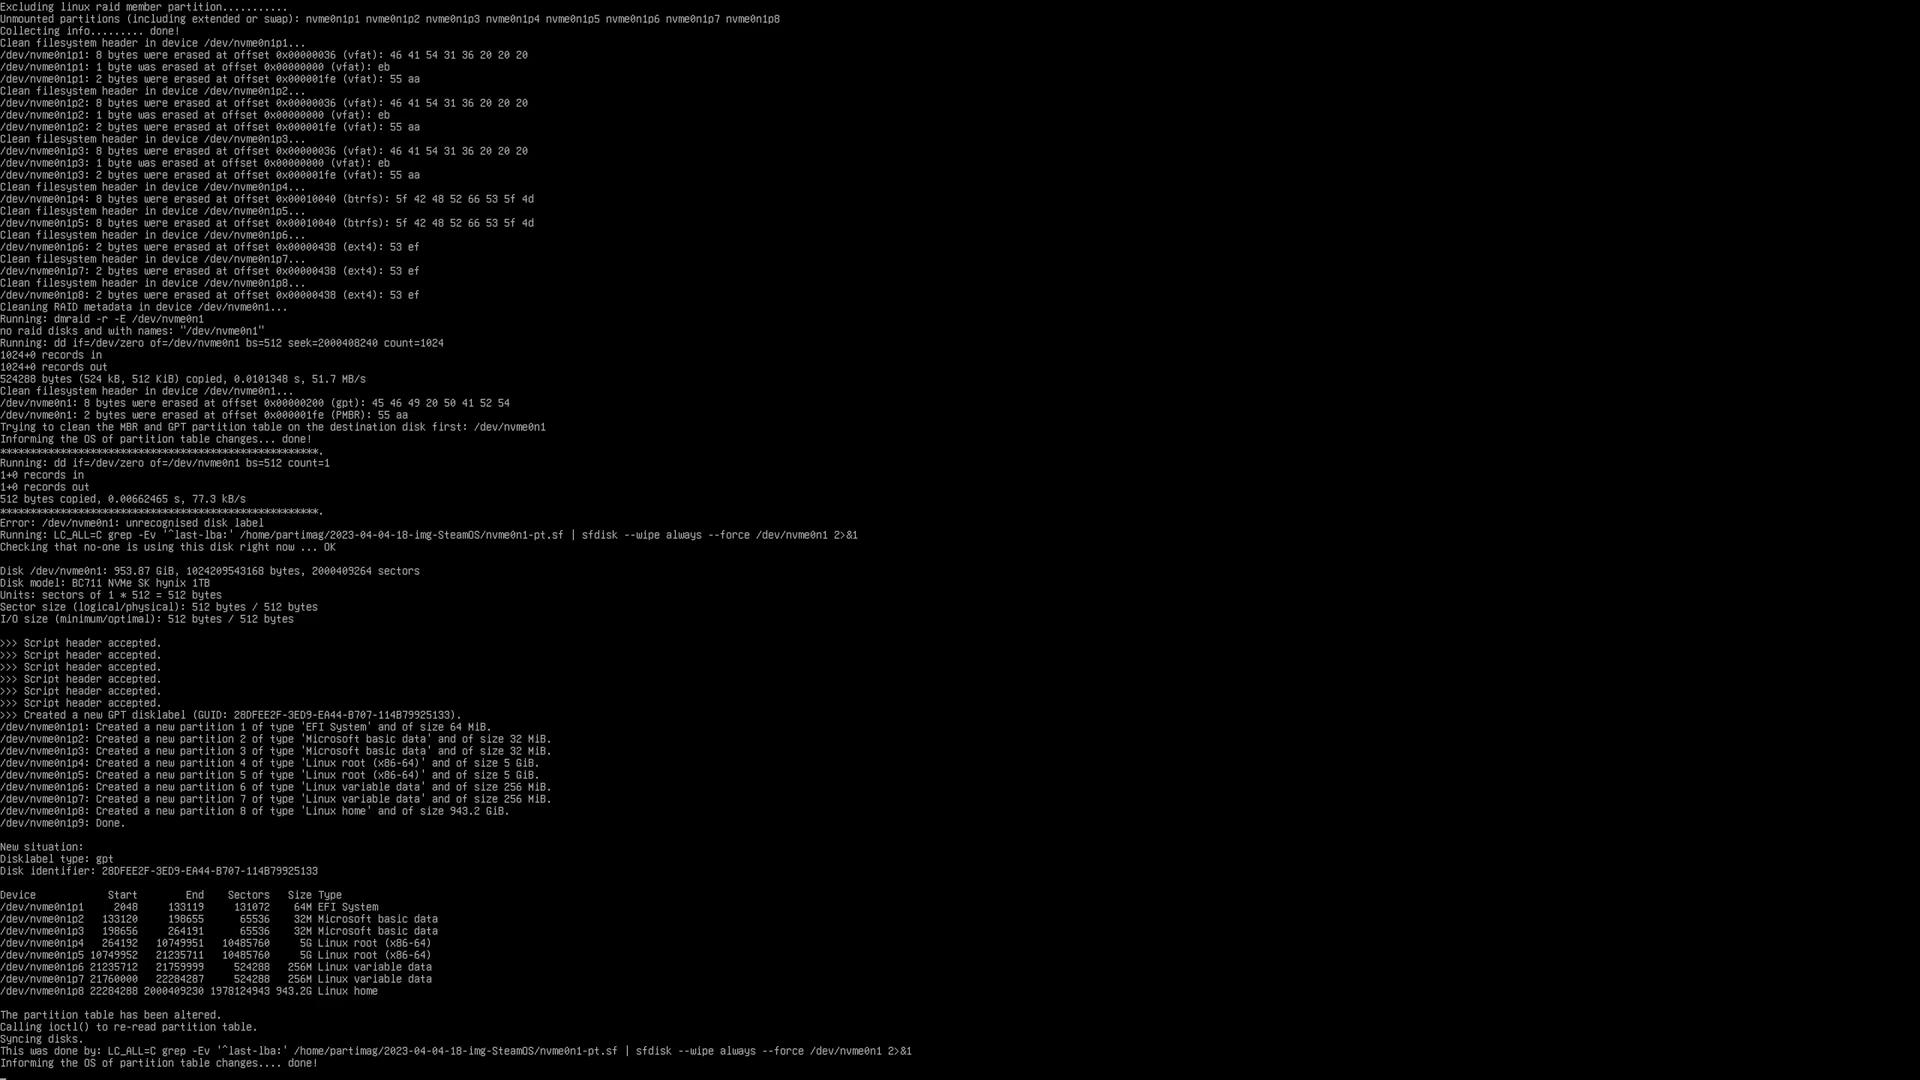 Excluding linux raid member partition...........
Unmounted partitions (including extended or swap): nvme0n1p1 nvme0n1p2 nvme0n1p3 nvme0n1p4 nvme0n1p5 nvme0n1p6 nvme0n1p7 nvme0n1p8
Collecting info......... done!
Clean filesystem header in device /dev/nvme0n1p1...
/dev/nvme0n1p1: 8 bytes were erased at offset 0x00000036 (vfat): 46 41 54 31 36 20 20 20
/dev/nvme0n1p1: 1 byte was erased at offset 0x00000000 (vfat): eb
/dev/nvme0n1p1: 2 bytes were erased at offset 0x000001fe (vfat): 55 aa
Clean filesystem header in device /dev/nvme0n1p2...
/dev/nvme0n1p2: 8 bytes were erased at offset 0x00000036 (vfat): 46 41 54 31 36 20 20 20
/dev/nvme0n1p2: 1 byte was erased at offset 0x00000000 (vfat): eb
/dev/nvme0n1p2: 2 bytes were erased at offset 0x000001fe (vfat): 55 aa
Clean filesystem header in device /dev/nvme0n1p3...
/dev/nvme0n1p3: 8 bytes were erased at offset 0x00000036 (vfat): 46 41 54 31 36 20 20 20
/dev/nvme0n1p3: 1 byte was erased at offset 0x00000000 (vfat): eb
/dev/nvme0n1p3: 2 bytes were erased at offset 0x000001fe (vfat): 55 aa
Clean filesystem header in device /dev/nvme0n1p4...
/dev/nvme0n1p4: 8 bytes were erased at offset 0x00010040 (btrfs): 5f 42 48 52 66 53 5f 4d
Clean filesystem header in device /dev/nvme0n1p5...
/dev/nvme0n1p5: 8 bytes were erased at offset 0x00010040 (btrfs): 5f 42 48 52 66 53 5f 4d
Clean filesystem header in device /dev/nvme0n1p6...
/dev/nvme0n1p6: 2 bytes were erased at offset 0x00000438 (ext4): 53 ef
Clean filesystem header in device /dev/nvme0n1p7...
/dev/nvme0n1p7: 2 bytes were erased at offset 0x00000438 (ext4): 53 ef
Clean filesystem header in device /dev/nvme0n1p8...
/dev/nvme0n1p8: 2 bytes were erased at offset 0x00000438 (ext4): 53 ef
Cleaning RAID metadata in device /dev/nvme0n1...
Running: dmraid -r -E /dev/nvme0n1
no raid disks and with names: "/dev/nvme0n1"
Running: dd if=/dev/zero of=/dev/nvme0n1 bs=512 seek=2000408240 count=1024
1024+0 records in
1024+0 records out
524288 bytes (524 kB, 512 KiB) copied, 0.0101348 s, 51.7 MB/s
Clean filesystem header in device /dev/nvme0n1...
/dev/nvme0n1: 8 bytes were erased at offset 0x00000200 (gpt): 45 46 49 20 50 41 52 54
/dev/nvme0n1: 2 bytes were erased at offset 0x000001fe (PMBR): 55 aa
Trying to clean the MBR and GPT partition table on the destination disk first: /dev/nvme0n1
Informing the OS of partition table changes... done!
*****************************************************.
Running: dd if=/dev/zero of=/dev/nvme0n1 bs=512 count=1
1+0 records in
1+0 records out
512 bytes copied, 0.00662465 s, 77.3 kB/s
*****************************************************.
Error: /dev/nvme0n1: unrecognised disk label
Running: LC_ALL=C grep -Ev '^last-lba:' /home/partimag/2023-04-04-18-img-SteamOS/nvme0n1-pt.sf | sfdisk --wipe always --force /dev/nvme0n1 2>&1
Checking that no-one is using this disk right now ... OK

Disk /dev/nvme0n1: 953.87 GiB, 1024209543168 bytes, 2000409264 sectors
Disk model: BC711 NVMe SK hynix 1TB
Units: sectors of 1 * 512 = 512 bytes
Sector size (logical/physical): 512 bytes / 512 bytes
I/O size (minimum/optimal): 512 bytes / 512 bytes

>>> Script header accepted.
>>> Script header accepted.
>>> Script header accepted.
>>> Script header accepted.
>>> Script header accepted.
>>> Script header accepted.
>>> Created a new GPT disklabel (GUID: 28DFEE2F-3ED9-EA44-B707-114B79925133).
/dev/nvme0n1p1: Created a new partition 1 of type 'EFI System' and of size 64 MiB.
/dev/nvme0n1p2: Created a new partition 2 of type 'Microsoft basic data' and of size 32 MiB.
/dev/nvme0n1p3: Created a new partition 3 of type 'Microsoft basic data' and of size 32 MiB.
/dev/nvme0n1p4: Created a new partition 4 of type 'Linux root (x86-64)' and of size 5 GiB.
/dev/nvme0n1p5: Created a new partition 5 of type 'Linux root (x86-64)' and of size 5 GiB.
/dev/nvme0n1p6: Created a new partition 6 of type 'Linux variable data' and of size 256 MiB.
/dev/nvme0n1p7: Created a new partition 7 of type 'Linux variable data' and of size 256 MiB.
/dev/nvme0n1p8: Created a new partition 8 of type 'Linux home' and of size 943.2 GiB.
/dev/nvme0n1p9: Done.

New situation:
Disklabel type: gpt
Disk identifier: 28DFEE2F-3ED9-EA44-B707-114B79925133

Device            Start        End    Sectors   Size Type
/dev/nvme0n1p1     2048     133119     131072    64M EFI System
/dev/nvme0n1p2   133120     198655      65536    32M Microsoft basic data
/dev/nvme0n1p3   198656     264191      65536    32M Microsoft basic data
/dev/nvme0n1p4   264192   10749951   10485760     5G Linux root (x86-64)
/dev/nvme0n1p5 10749952   21235711   10485760     5G Linux root (x86-64)
/dev/nvme0n1p6 21235712   21759999     524288   256M Linux variable data
/dev/nvme0n1p7 21760000   22284287     524288   256M Linux variable data
/dev/nvme0n1p8 22284288 2000409230 1978124943 943.2G Linux home

The partition table has been altered.
Calling ioctl() to re-read partition table.
Syncing disks.
This was done by: LC_ALL=C grep -Ev '^last-lba:' /home/partimag/2023-04-04-18-img-SteamOS/nvme0n1-pt.sf | sfdisk --wipe always --force /dev/nvme0n1 2>&1
Informing the OS of partition table changes.... done!